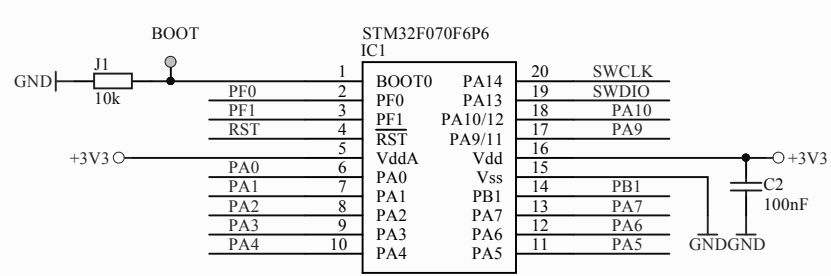 BOOT
STM32F070F6P6
IC1
J1
GND
10k
1 BOOT0 PA14 20 SWCLK
PF0 2 PF0 PA13 19 SWDIO
PF1 3 PF1 PA10/12 18 PA10
RST 4 RST PA9/11 17 PA9
+3V3 5 VddA Vdd 16 +3V3
PA0 6 PA0 Vss 15
PA1 7 PA1 PB1 14 PB1
PA2 8 PA2 PA7 13 PA7
PA3 9 PA3 PA6 12 PA6
PA4 10 PA4 PA5 11 PA5
C2
100nF
GND GND